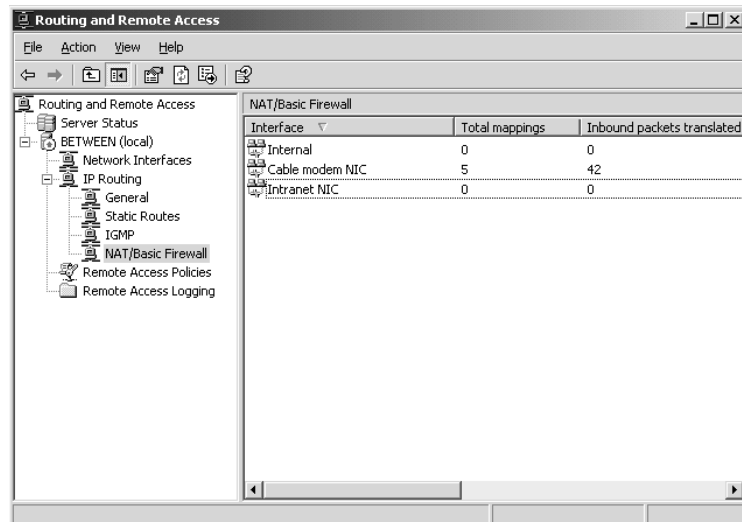 Routing and Remote Access
File Action View Help
Routing and Remote Access
Server Status
BETWEEN (local)
Network Interfaces
IP Routing
General
Static Routes
IGMP
NAT/Basic Firewall
Remote Access Policies
Remote Access Logging
NAT/Basic Firewall
Interface Total mappings Inbound packets translated
Internal 0 0
Cable modem NIC 5 42
Intranet NIC 0 0